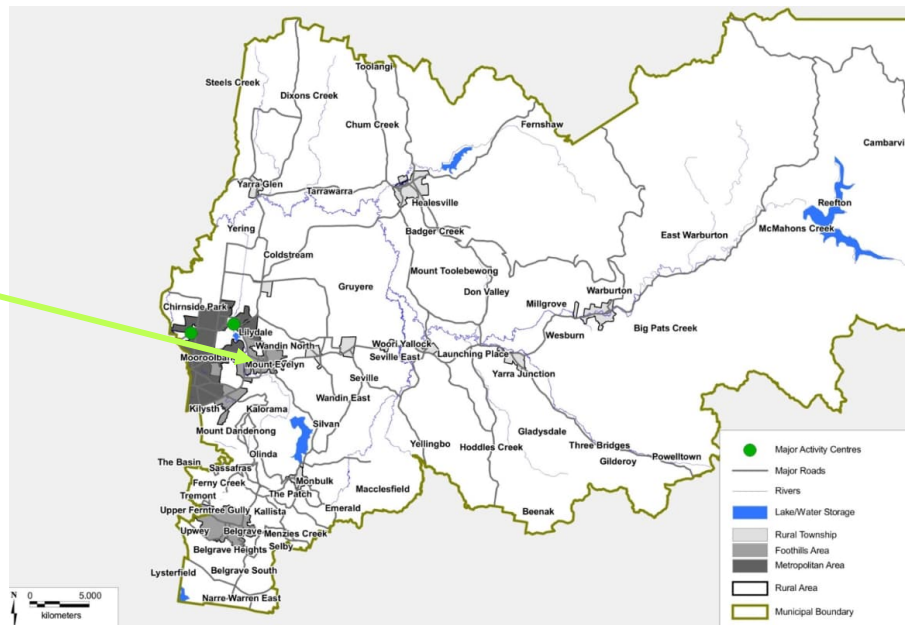 Toolangi
Steels Creek
Dixons Creek
Chum Creek
Fernshaw
Cambarvil
Yarra Glen
Tarrawarra
Healesville
Reefton
McMahons Creek
Yering
Badger Creek
East Warburton
Coldstream
Mount Toolebewong
Gruyere
Don Valley
Warburton
Chirnside Park
Millgrove
Lilydale
Big Pats Creek
Wandin North
Woori Yallock
Wesburn
Mooroolbark
Seville East
Launching Place
Mount Evelyn
Yarra Junction
Seville
Wandin East
Kilsyth
Kalorama
Silvan
Mount Dandenong
Gladysdale
Olinda
Yellingbo
Hoddles Creek
Three Bridges
Powelltown
The Basin
Sassafras
Gilderoy
Ferny Creek
Monbulk
Macclesfield
Tremont
The Patch
Upper Ferntree Gully
Kallista
Emerald
Beenak
Upwey
Belgrave
Menzies Creek
Belgrave Heights
Selby
Lysterfield
Belgrave South
Narre Warren East
N
0 5,000
kilometers
Major Activity Centres
Major Roads
Rivers
Lake/Water Storage
Rural Township
Foothills Area
Metropolitan Area
Rural Area
Municipal Boundary